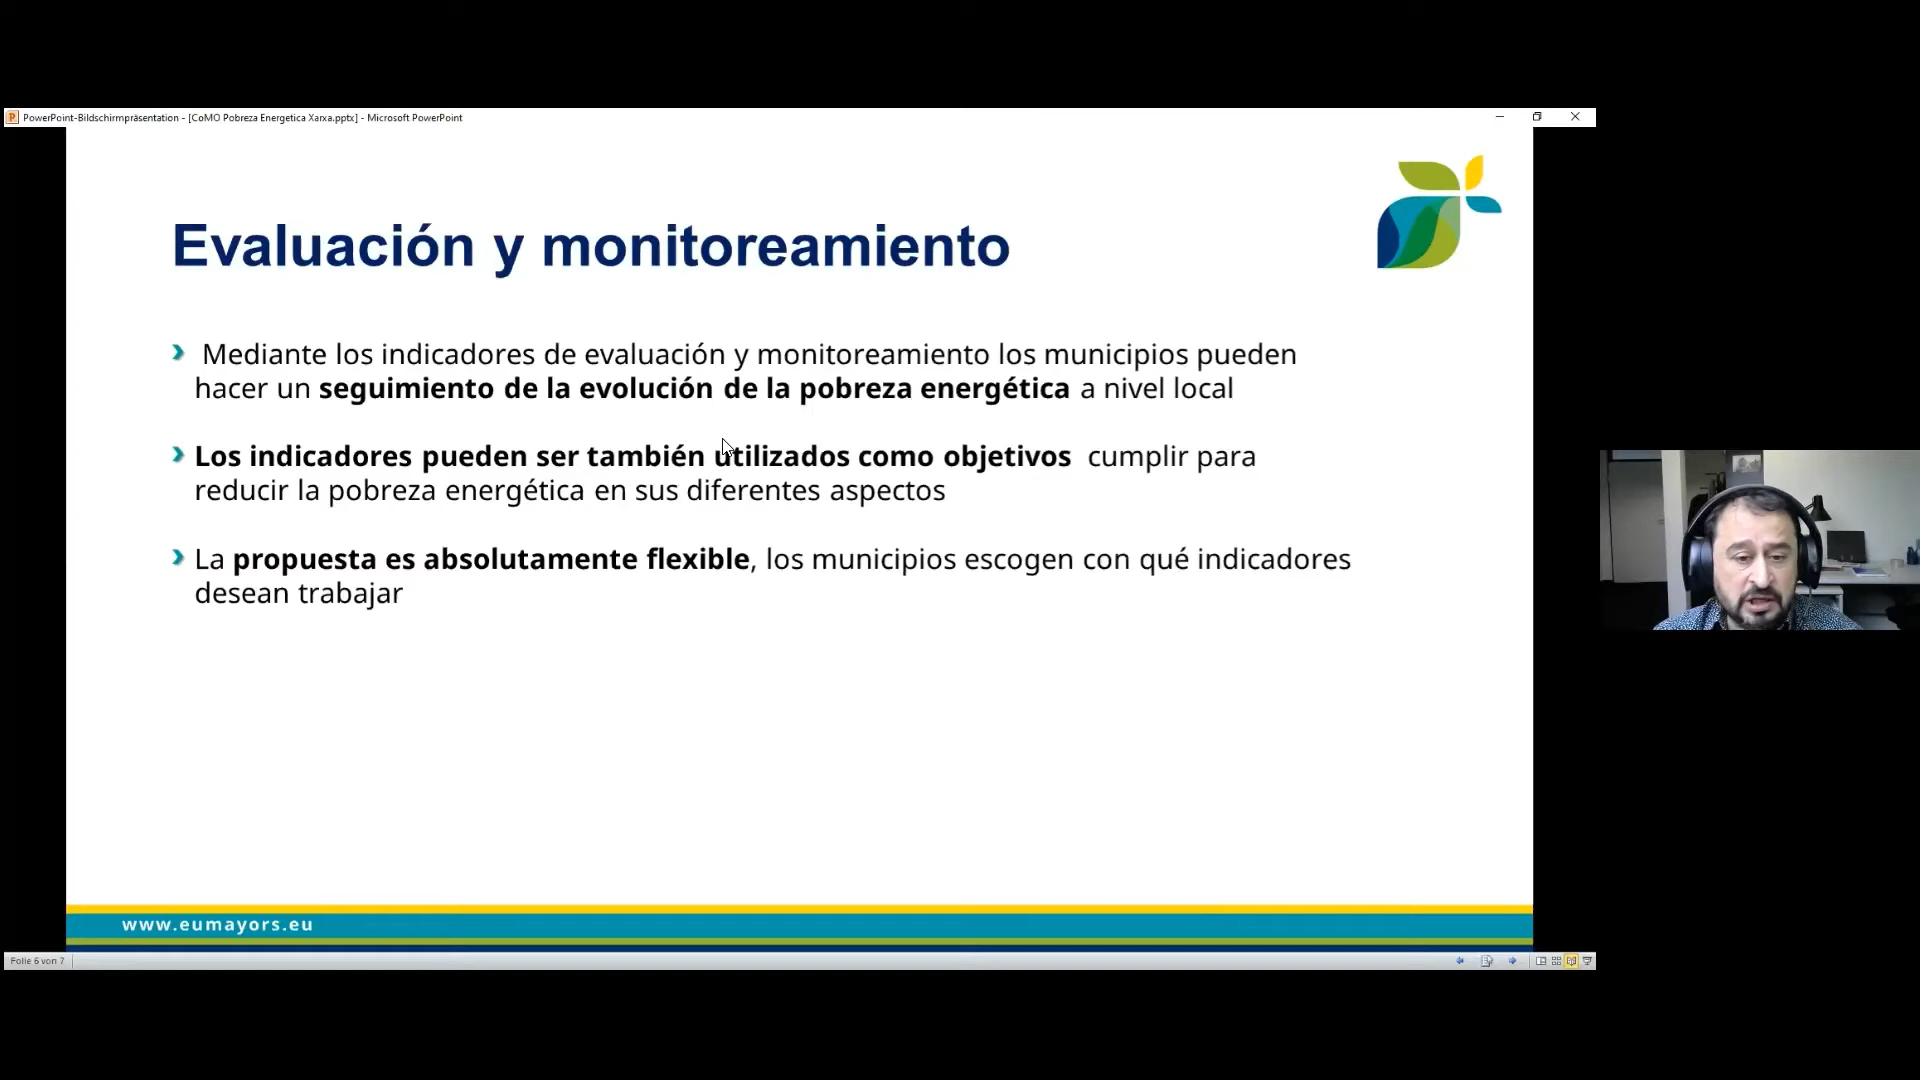 PowerPoint-Bildschirmpräsentation - [CoMO Pobreza Energetica Xarxa.pptx] - Microsoft PowerPoint
Evaluación y monitoreamiento
Mediante los indicadores de evaluación y monitoreamiento los municipios pueden
hacer un seguimiento de la evolución de la pobreza energética a nivel local
Los indicadores pueden ser también utilizados como objetivos cumplir para
reducir la pobreza energética en sus diferentes aspectos
La propuesta es absolutamente flexible, los municipios escogen con qué indicadores
desean trabajar
www.eumayors.eu
Folie 6 von 7